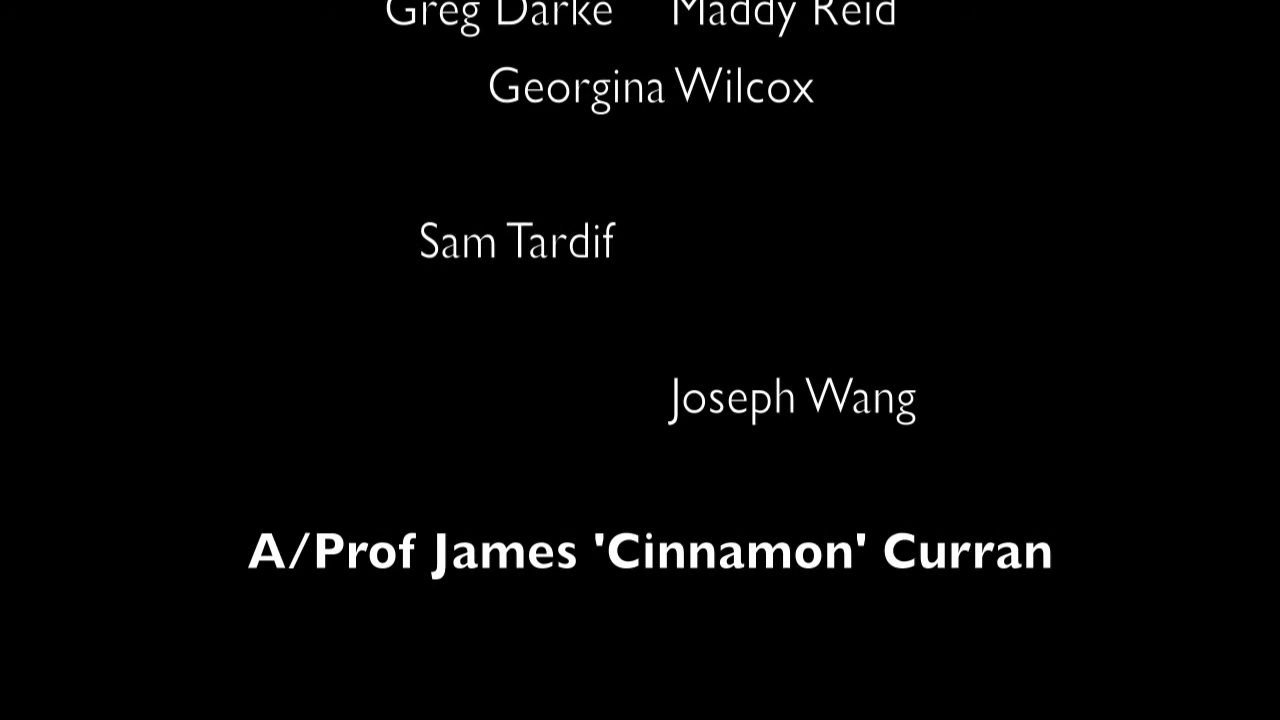 Greg Darke Maddy Reid
Georgina Wilcox
Sam Tardif
Joseph Wang
A/Prof James 'Cinnamon' Curran